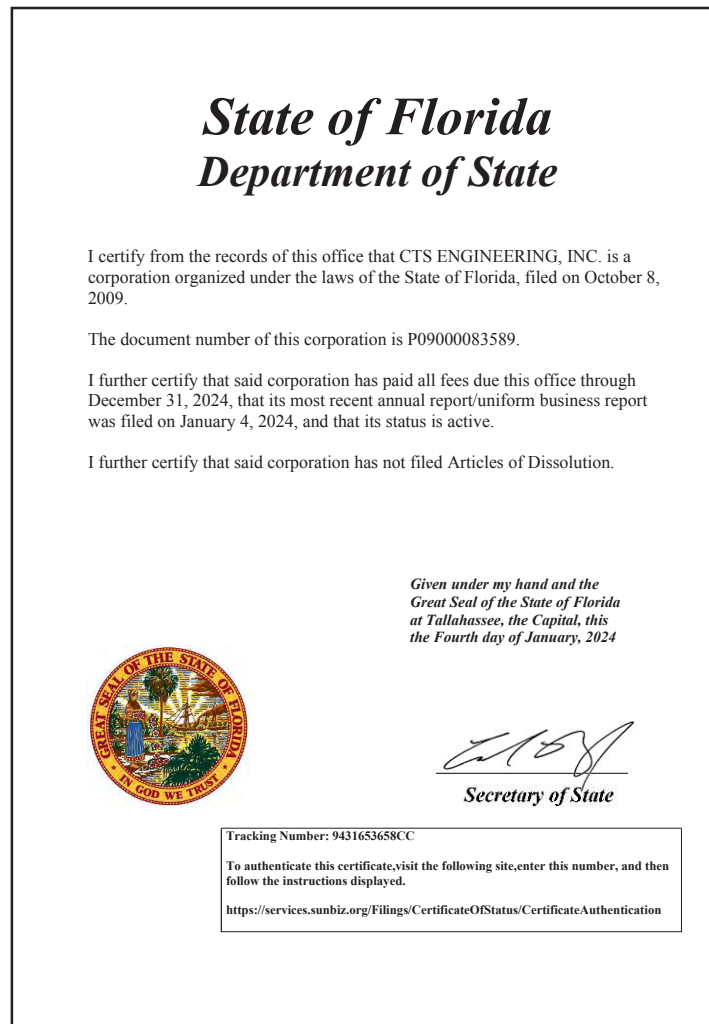 State of Florida
Department of State
I certify from the records of this office that CTS ENGINEERING, INC. is a
corporation organized under the laws of the State of Florida, filed on October 8,
2009.
The document number of this corporation is P09000083589.
I further certify that said corporation has paid all fees due this office through
December 31, 2024, that its most recent annual report/uniform business report
was filed on January 4, 2024, and that its status is active.
I further certify that said corporation has not filed Articles of Dissolution.
Given under my hand and the
Great Seal of the State of Florida
at Tallahassee, the Capital, this
the Fourth day of January, 2024
GREAT SEAL OF THE STATE OF FLORIDA
IN GOD WE TRUST
Secretary of State
Tracking Number: 9431653658CC
To authenticate this certificate,visit the following site,enter this number, and then
follow the instructions displayed.
https://services.sunbiz.org/Filings/CertificateOfStatus/CertificateAuthentication